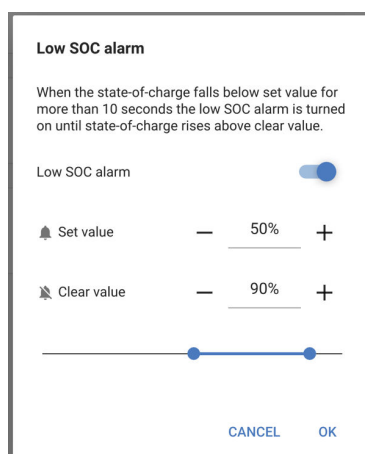 Low SOC alarm
When the state-of-charge falls below set value for
more than 10 seconds the low SOC alarm is turned
on until state-of-charge rises above clear value.
Low SOC alarm
Set value − 50% +
Clear value − 90% +
CANCEL OK